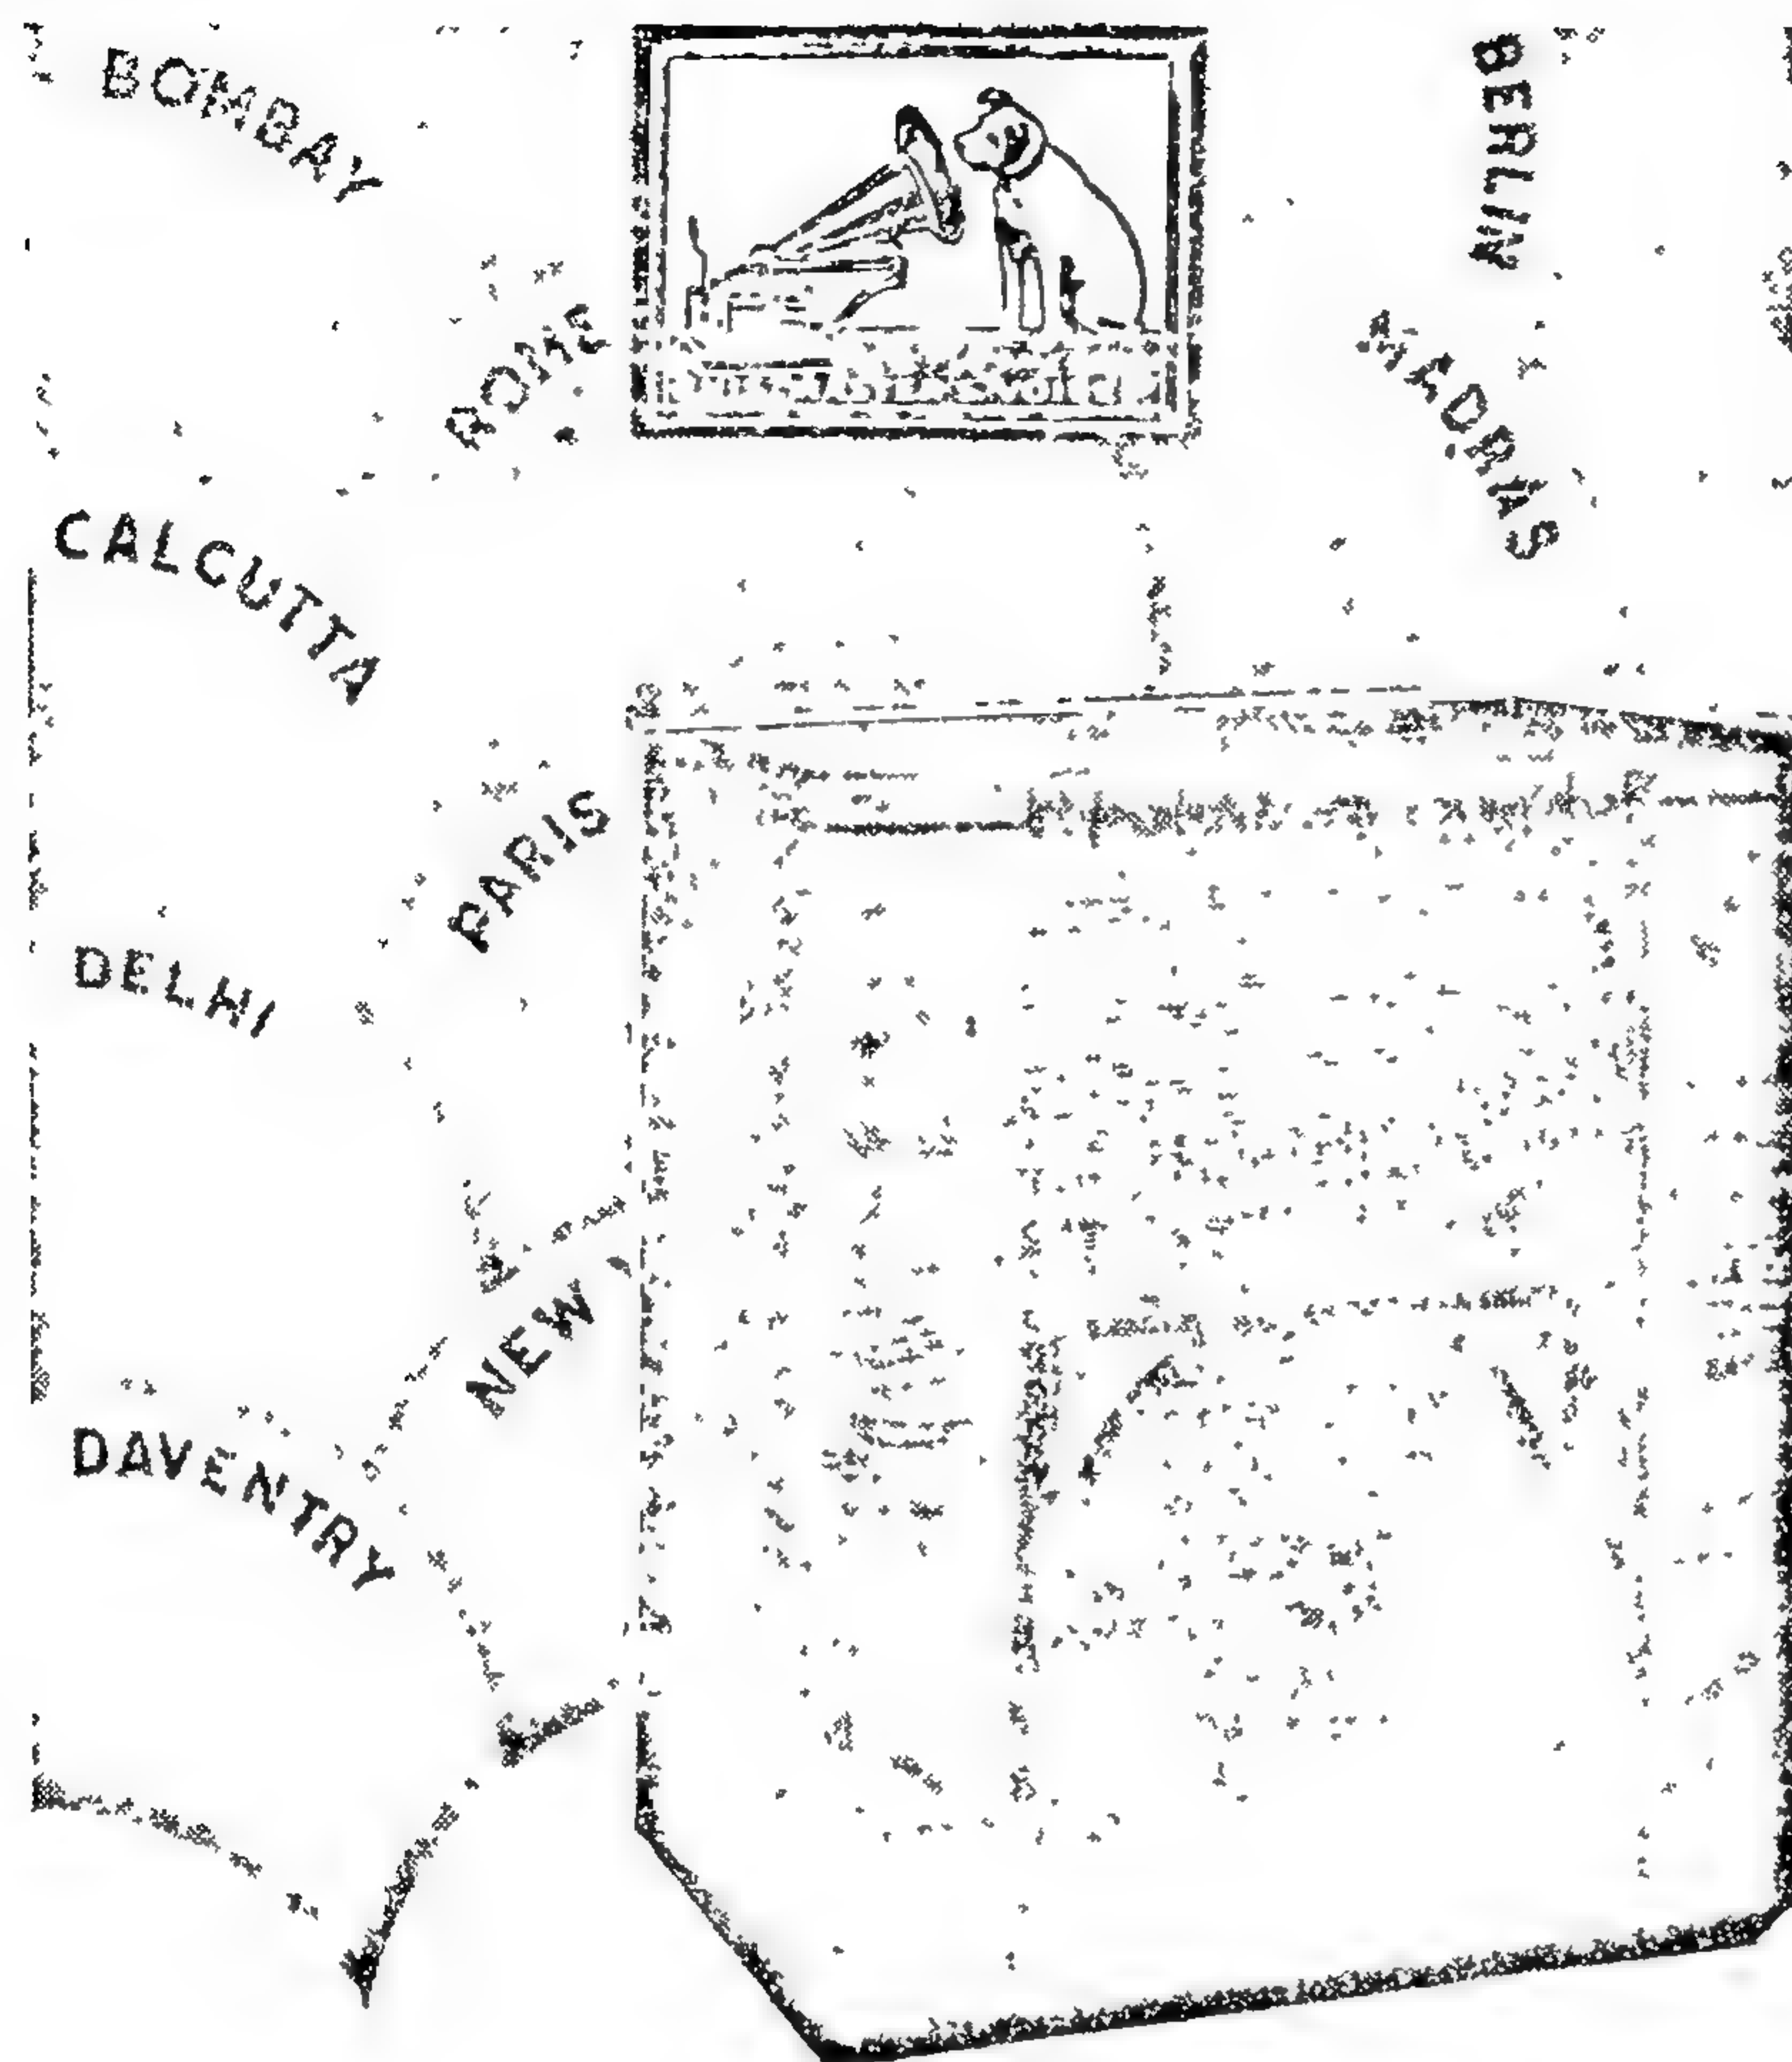 BOMBAY
BERLIN
ROME
MADRAS
CALCUTTA
PARIS
DELHI
NEW
DAVENTRY